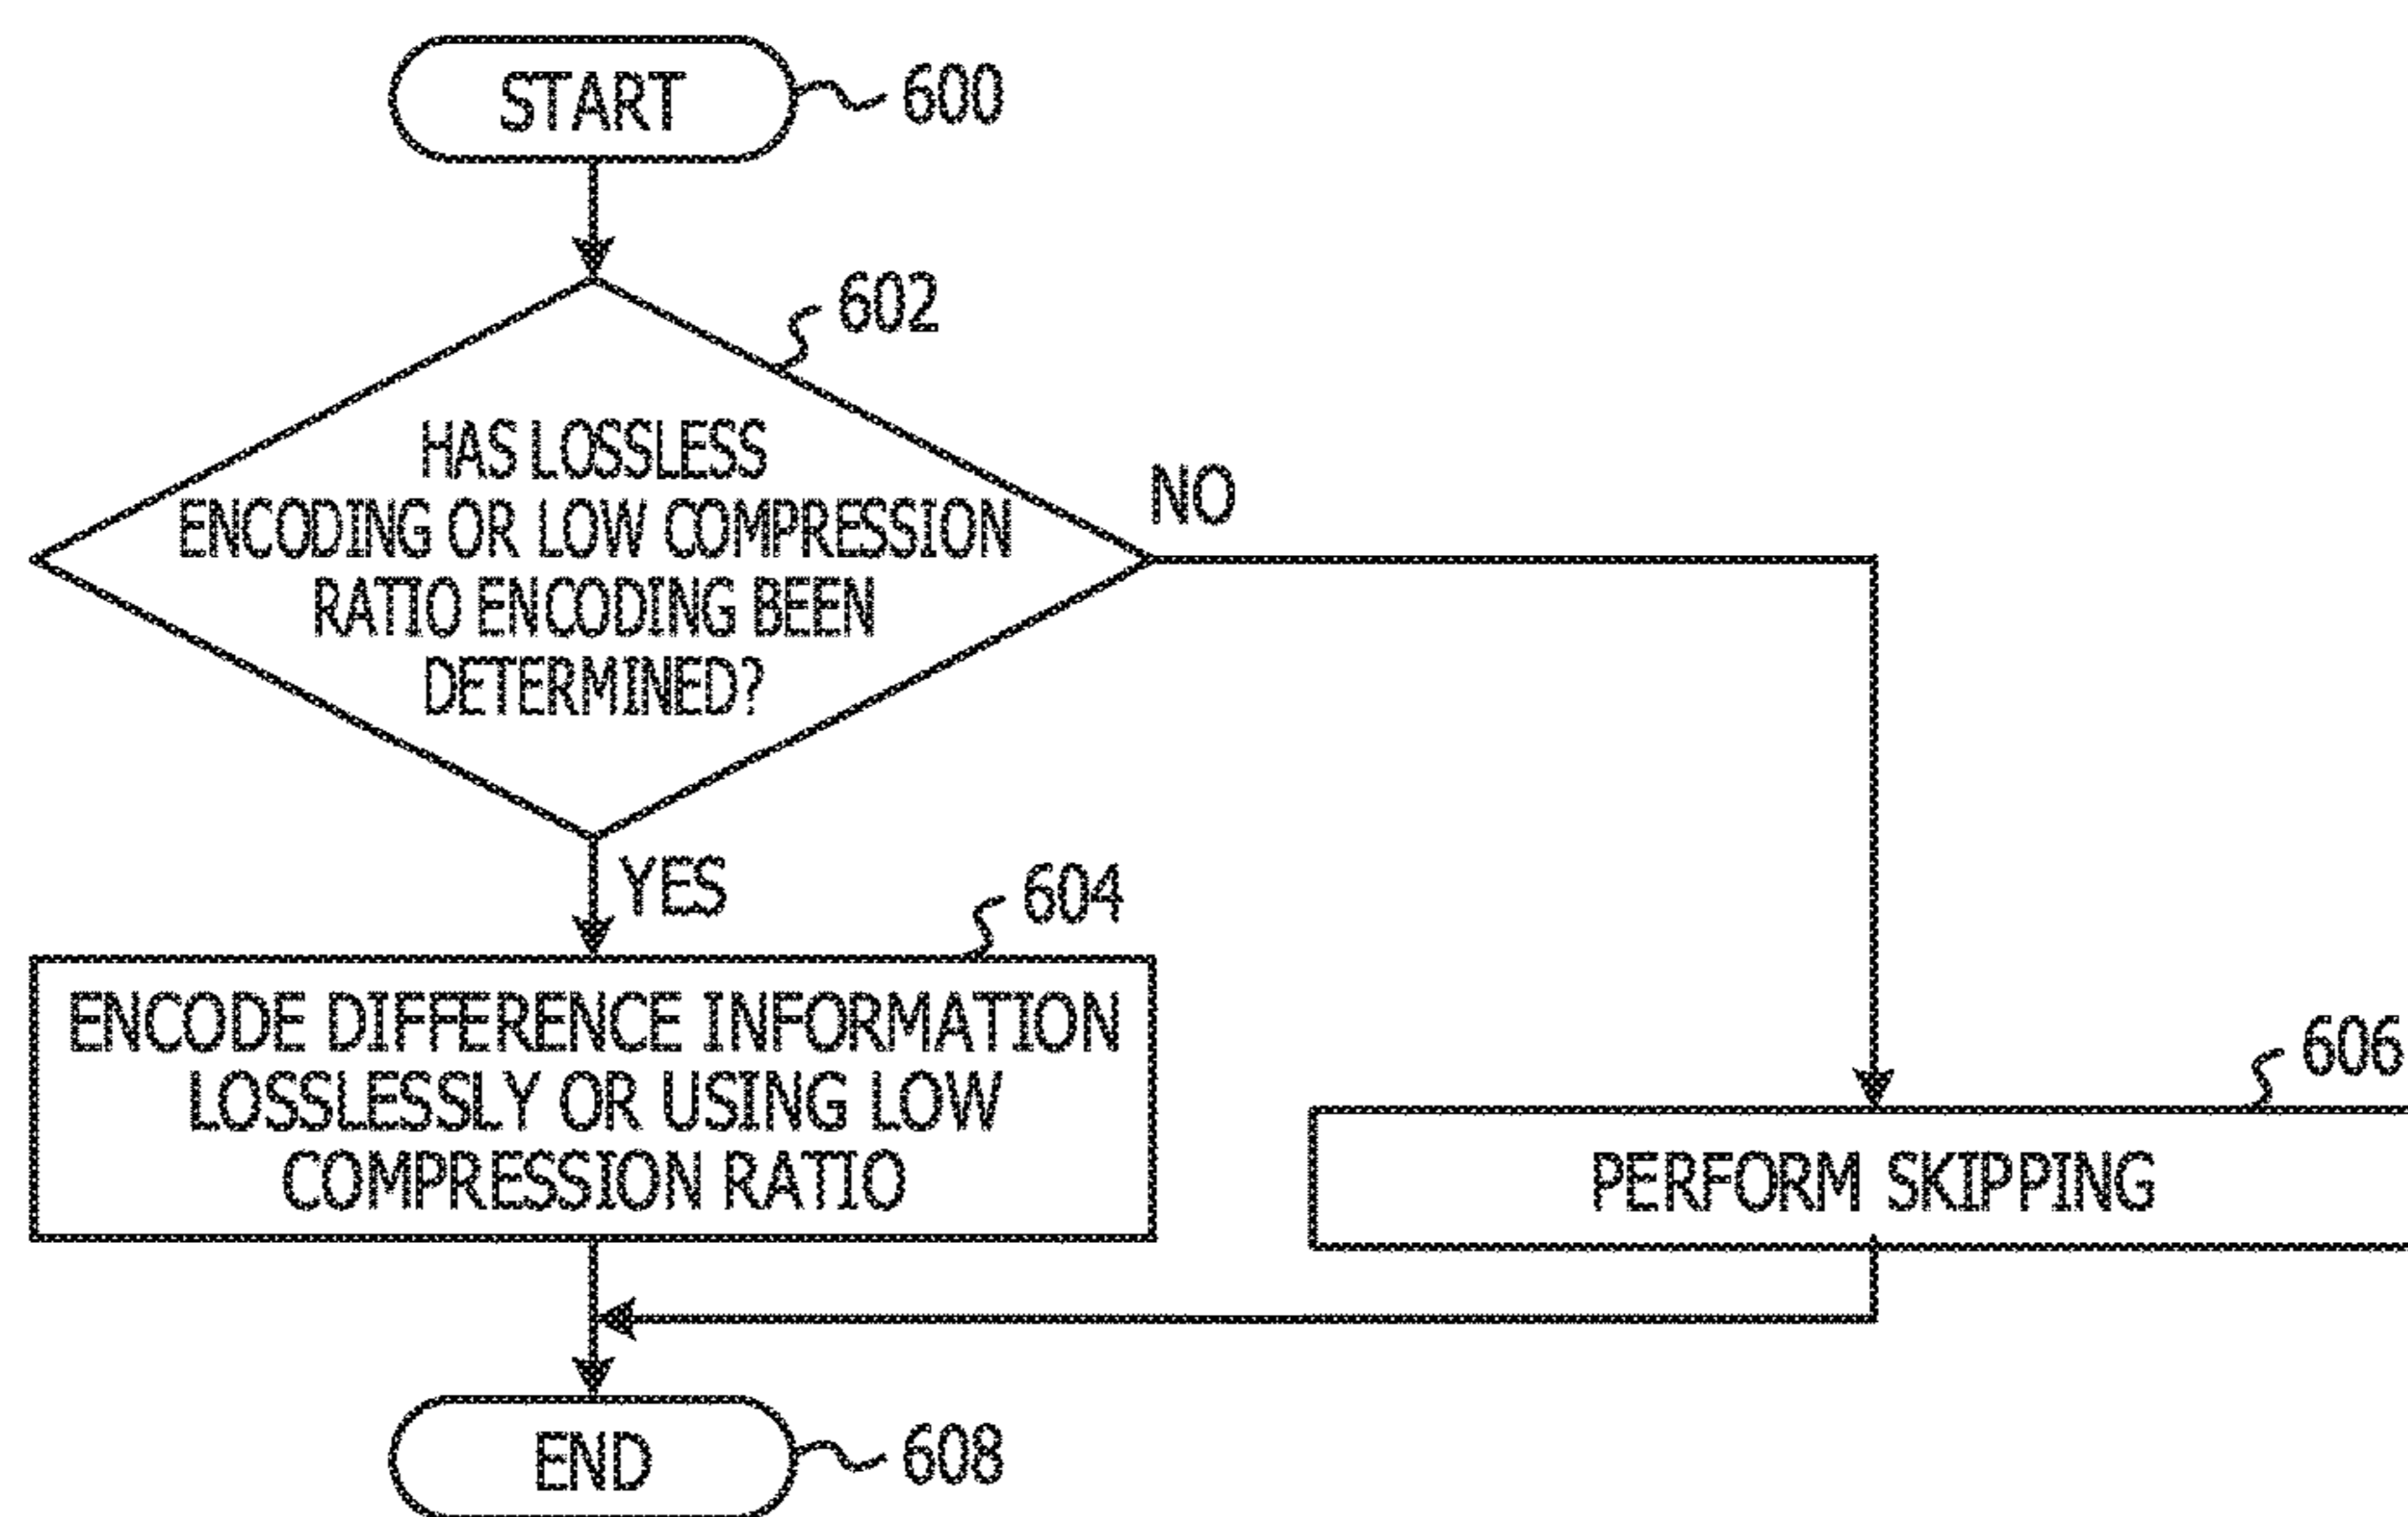 START
600
602
HAS LOSSLESS
ENCODING OR LOW COMPRESSION
RATIO ENCODING BEEN
DETERMINED?
NO
YES
604
ENCODE DIFFERENCE INFORMATION
LOSSLESSLY OR USING LOW
COMPRESSION RATIO
606
PERFORM SKIPPING
END
608